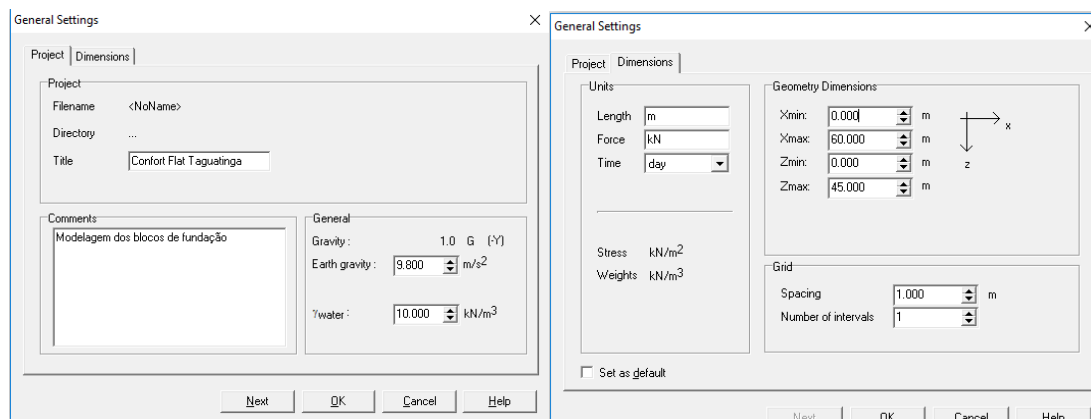 General Settings
Project Dimensions
Project
Filename <NoName>
Directory ...
Title Confort Flat Taguatinga
Comments
Modelagem dos blocos de fundação
General
Gravity : 1.0 G (-Y)
Earth gravity : 9.800 m/s²
γwater : 10.000 kN/m³
Next OK Cancel Help
General Settings
Project Dimensions
Units
Length m
Force kN
Time day
Stress kN/m²
Weights kN/m³
Geometry Dimensions
Xmin: 0.000 m
Xmax: 60.000 m
Zmin: 0.000 m
Zmax: 45.000 m
x
z
Grid
Spacing 1.000 m
Number of intervals 1
Set as default
Next OK Cancel Help